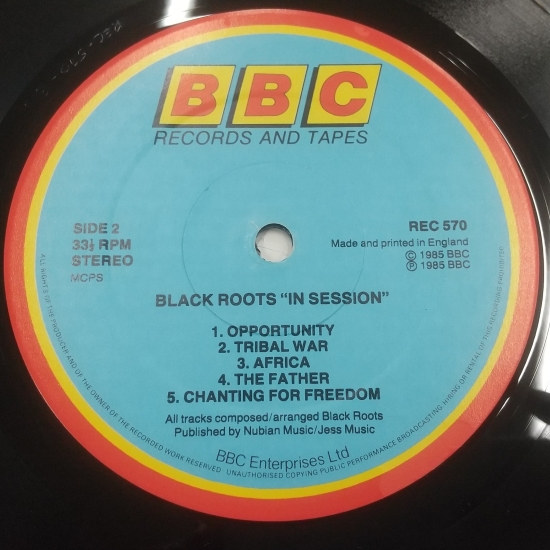 BBC
RECORDS AND TAPES
SIDE 2
33⅓ RPM
STEREO
MCPS
REC 570
Made and printed in England
© 1985 BBC
℗ 1985 BBC
BLACK ROOTS “IN SESSION”
1. OPPORTUNITY
2. TRIBAL WAR
3. AFRICA
4. THE FATHER
5. CHANTING FOR FREEDOM
All tracks composed/arranged Black Roots
Published by Nubian Music/Jess Music
BBC Enterprises Ltd
ALL RIGHTS OF THE PRODUCER AND OF THE OWNER OF THE RECORDED WORK RESERVED UNAUTHORISED COPYING PUBLIC PERFORMANCE BROADCASTING HIRING OR RENTAL OF THIS RECORDING PROHIBITED